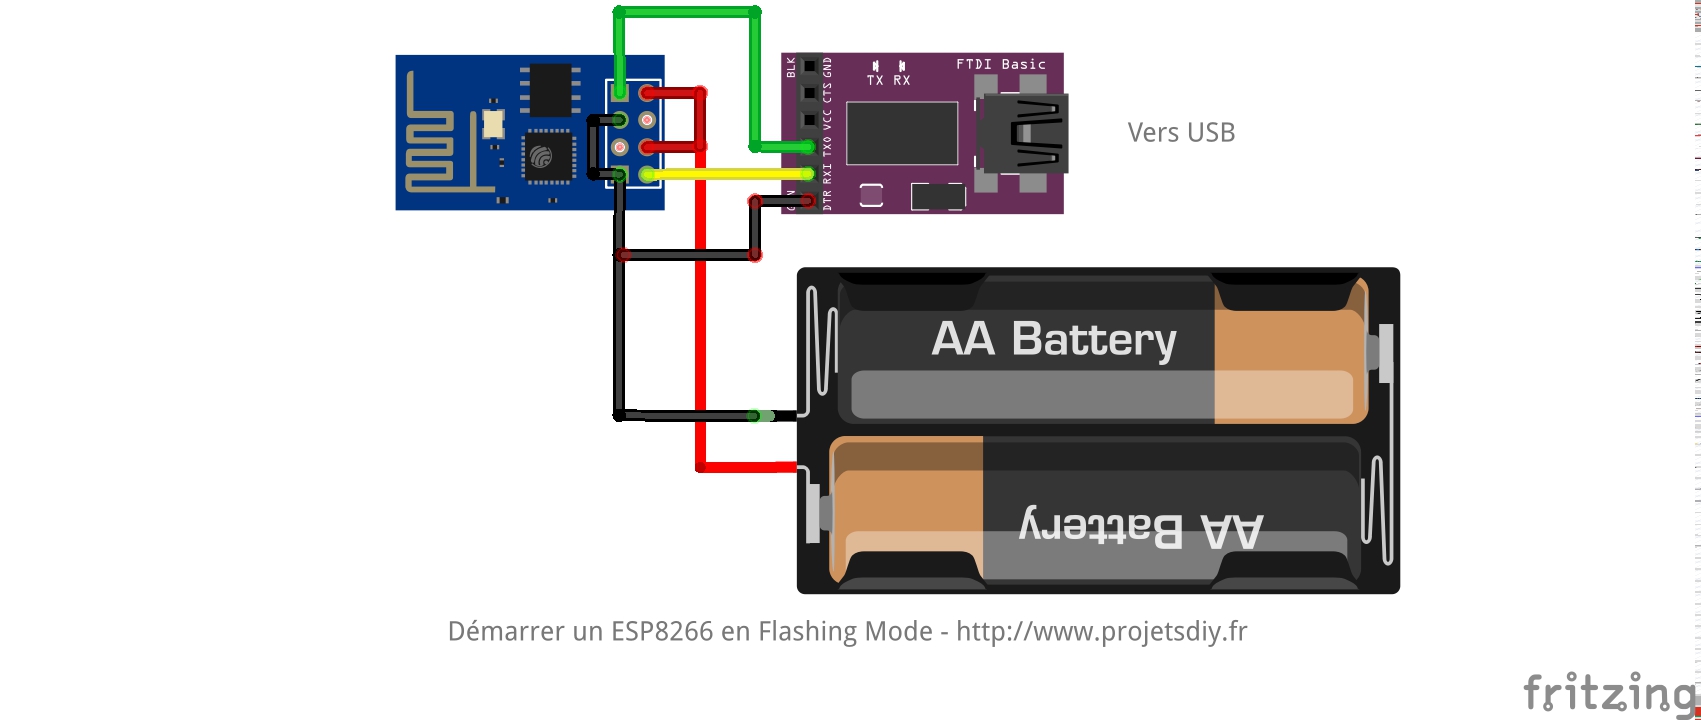 BLK
GND
CTS
VCC
TXO
RXI
DTR
TX RX
FTDI Basic
Vers USB
AA Battery
AA Battery
Démarrer un ESP8266 en Flashing Mode - http://www.projetsdiy.fr
fritzing